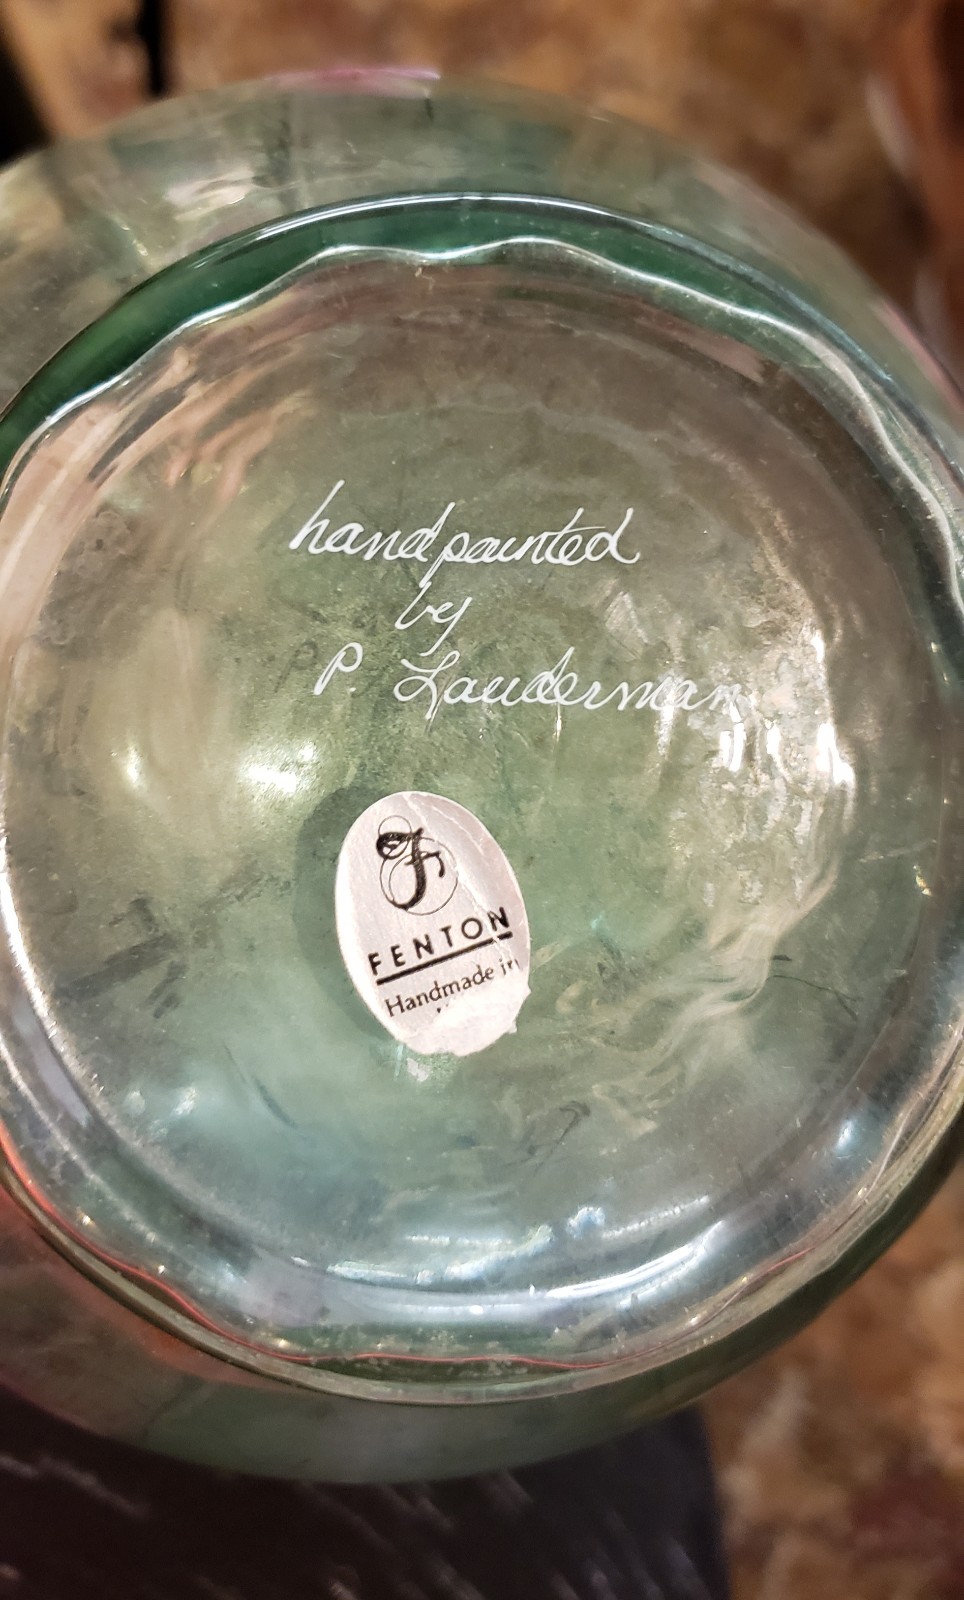 handpainted
by
P Lauderman
F
FENTON
Handmade in